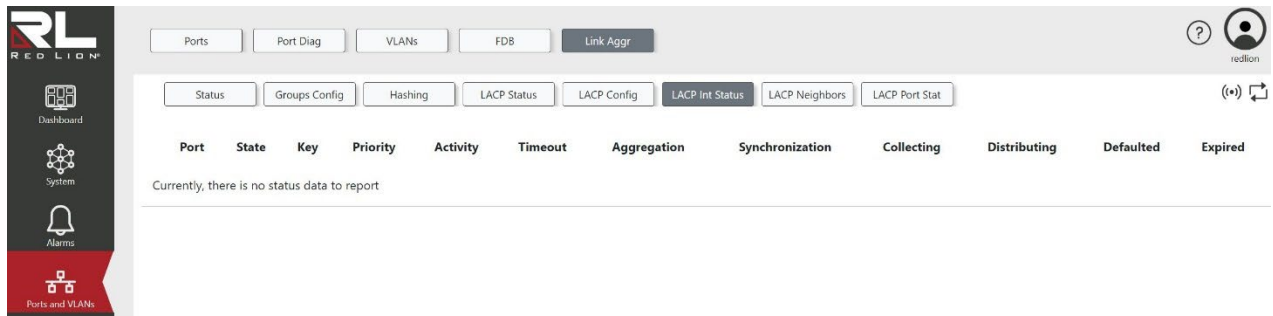 RL
RED LION®
Ports Port Diag VLANs FDB Link Aggr
?
redlion
Status Groups Config Hashing LACP Status LACP Config LACP Int Status LACP Neighbors LACP Port Stat
Dashboard
System
Alarms
Ports and VLANs
Port State Key Priority Activity Timeout Aggregation Synchronization Collecting Distributing Defaulted Expired
Currently, there is no status data to report